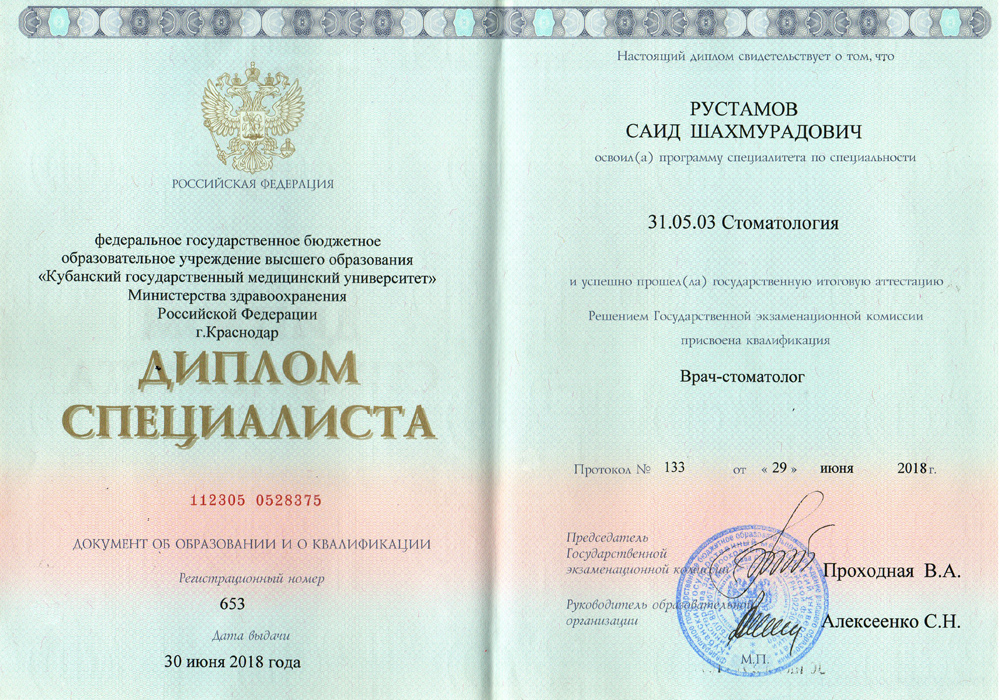 РОССИЙСКАЯ ФЕДЕРАЦИЯ
федеральное государственное бюджетное
образовательное учреждение высшего образования
«Кубанский государственный медицинский университет»
Министерства здравоохранения
Российской Федерации
г.Краснодар
ДИПЛОМ
СПЕЦИАЛИСТА
112305 0528375
ДОКУМЕНТ ОБ ОБРАЗОВАНИИ И О КВАЛИФИКАЦИИ
Регистрационный номер
653
Дата выдачи
30 июня 2018 года
Настоящий диплом свидетельствует о том, что
РУСТАМОВ
САИД ШАХМУРАДОВИЧ
освоил(а) программу специалитета по специальности
31.05.03 Стоматология
и успешно прошел(ла) государственную итоговую аттестацию
Решением Государственной экзаменационной комиссии
присвоена квалификация
Врач-стоматолог
Протокол № 133 от « 29 » июня 2018 г.
Председатель
Государственной
экзаменационной комиссии
Проходная В.А.
Руководитель образовательной
организации
Алексеенко С.Н.
М.П.